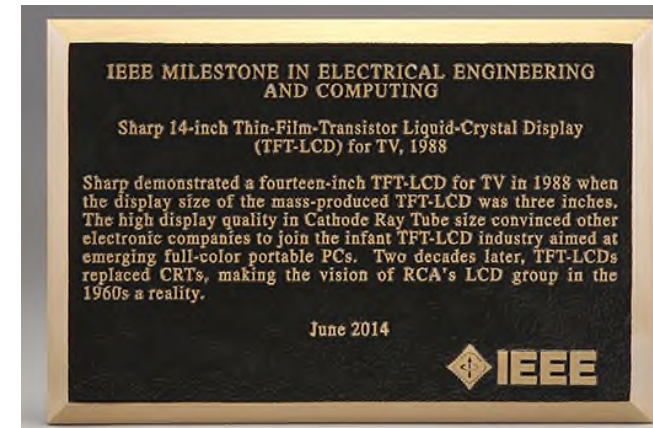 IEEE MILESTONE IN ELECTRICAL ENGINEERING
AND COMPUTING
Sharp 14-inch Thin-Film-Transistor Liquid-Crystal Display
(TFT-LCD) for TV, 1988
Sharp demonstrated a fourteen-inch TFT-LCD for TV in 1988 when
the display size of the mass-produced TFT-LCD was three inches.
The high display quality in Cathode Ray Tube size convinced other
electronic companies to join the infant TFT-LCD industry aimed at
emerging full-color portable PCs. Two decades later, TFT-LCDs
replaced CRTs, making the vision of RCA's LCD group in the
1960s a reality.
June 2014
IEEE